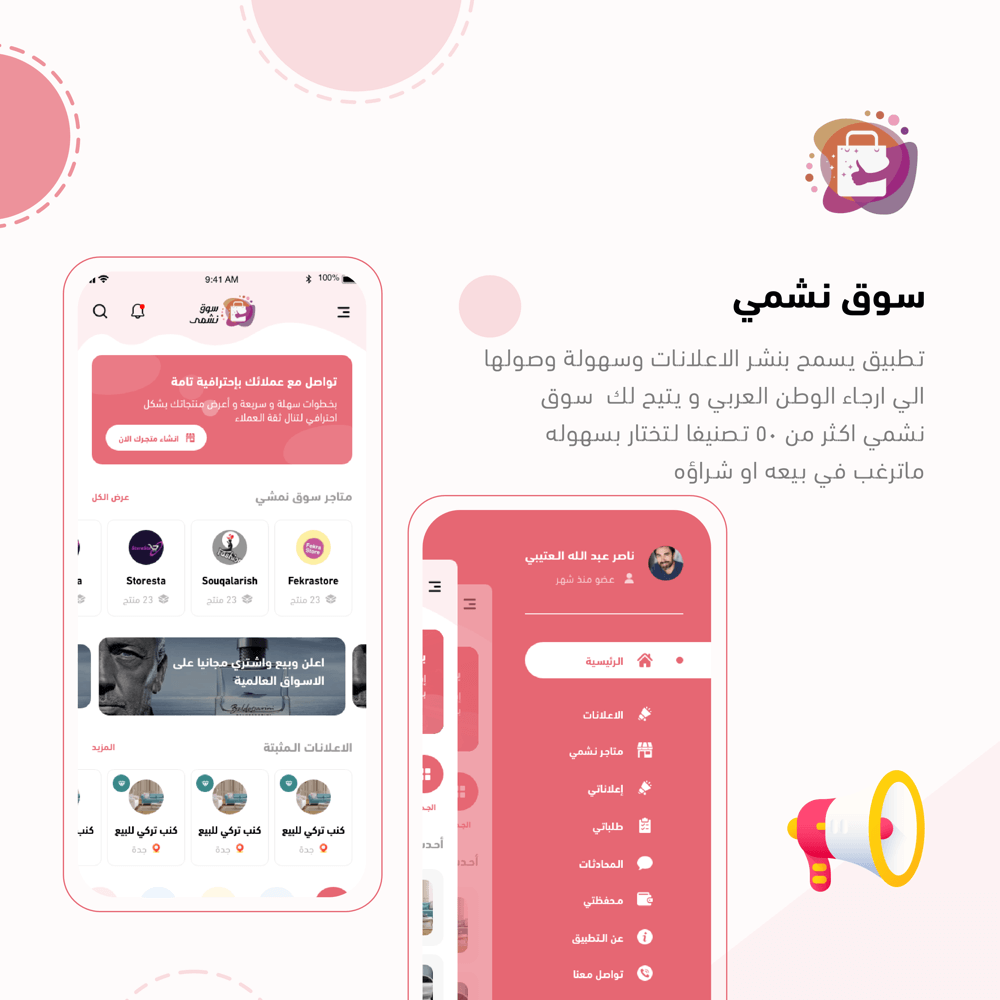 سوق نشمي
تطبيق يسمح بنشر الاعلانات وسهولة وصولها
الي ارجاء الوطن العربي و يتيح لك سوق
نشمي اكثر من ٥٠ تصنيفا لتختار بسهوله
ماترغب في بيعه او شراؤه
9:41 AM
100%
سوق
نشمى
تواصل مع عملائك بإحترافية تامة
بخطوات سهلة و سريعة و أعرض منتجاتك بشكل
احترافي لتنال ثقة العملاء
انشاء متجرك الان
متاجر سوق نمشي
عرض الكل
Fekra Store
Fekrastore
23 منتج
Souqalarish
23 منتج
Storesta
23 منتج
a
اعلن وبيع واشتري مجانيا على
الاسواق العالمية
Baldessarini
الاعلانات المثبتة
المزيد
كنب تركي للبيع
جدة
كنب تركي للبيع
جدة
كنب تركي للبيع
جدة
كنب
ناصر عبد الله العتيبي
عضو منذ شهر
الرئيسية
الاعلانات
متاجر نشمي
إعلاناتي
طلباتي
المحادثات
محفظتي
عن التطبيق
تواصل معنا